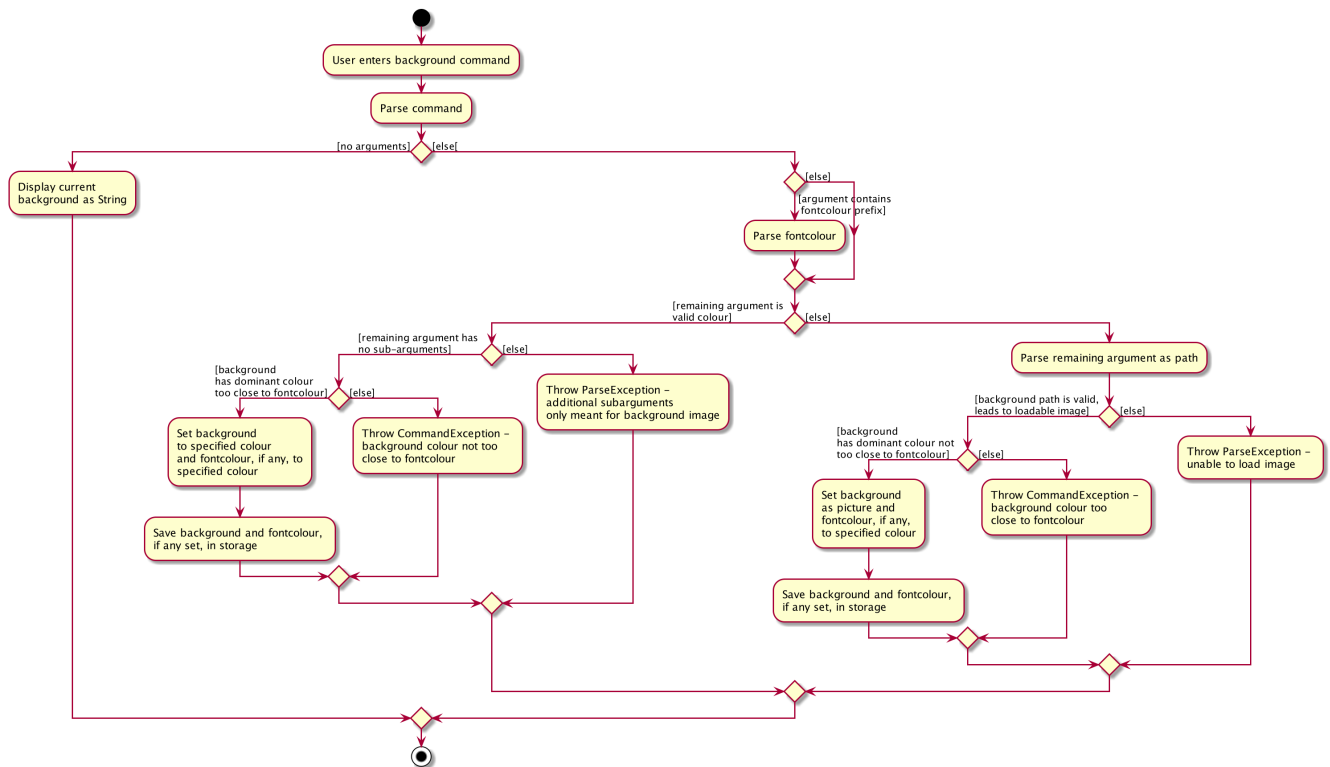 User enters background command
Parse command
[no arguments]
[else[
Display current
background as String
[else]
[argument contains
fontcolour prefix]
Parse fontcolour
[remaining argument is
valid colour]
[else]
[remaining argument has
no sub-arguments]
[else]
[background
has dominant colour
too close to fontcolour]
[else]
Set background
to specified colour
and fontcolour, if any, to
specified colour
Throw CommandException -
background colour not too
close to fontcolour
Save background and fontcolour,
if any set, in storage
Throw ParseException -
additional subarguments
only meant for background image
Parse remaining argument as path
[background path is valid,
leads to loadable image]
[else]
[background
has dominant colour not
too close to fontcolour]
[else]
Set background
as picture and
fontcolour, if any,
to specified colour
Throw CommandException -
background colour too
close to fontcolour
Save background and fontcolour,
if any set, in storage
Throw ParseException -
unable to load image